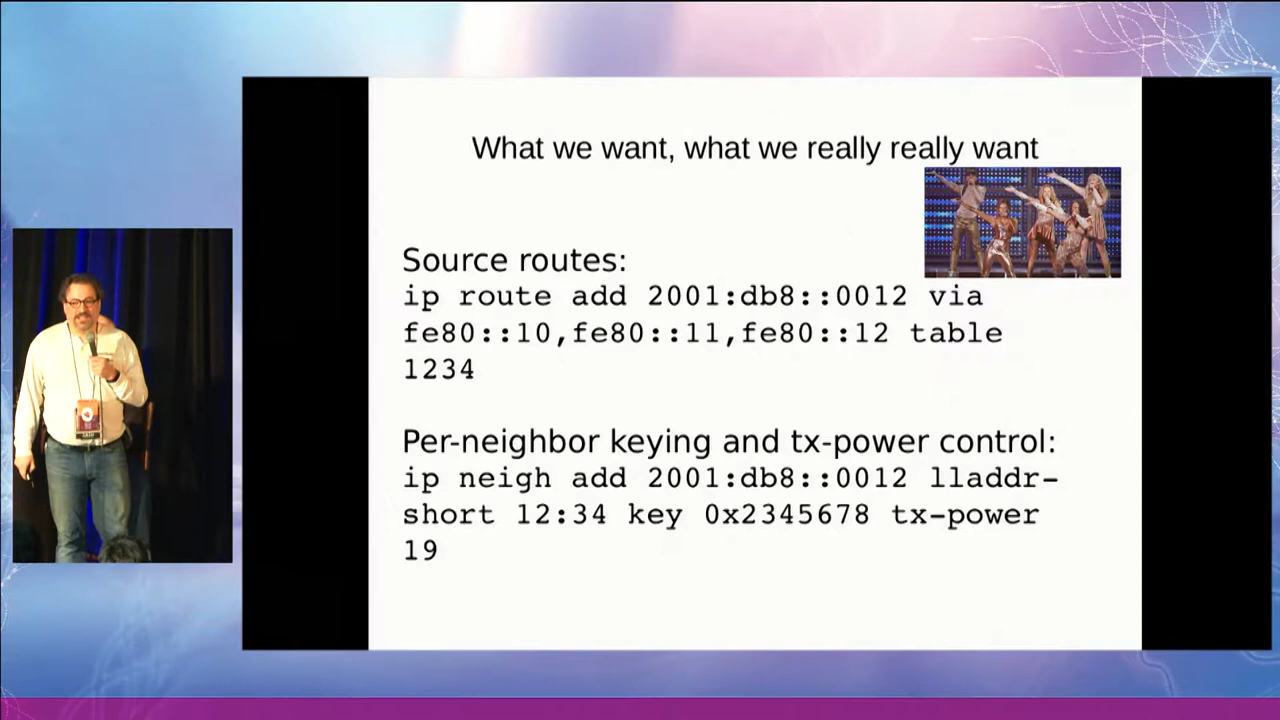 What we want, what we really really want
Source routes:
ip route add 2001:db8::0012 via
fe80::10,fe80::11,fe80::12 table
1234
Per-neighbor keying and tx-power control:
ip neigh add 2001:db8::0012 lladdr-
short 12:34 key 0x2345678 tx-power
19